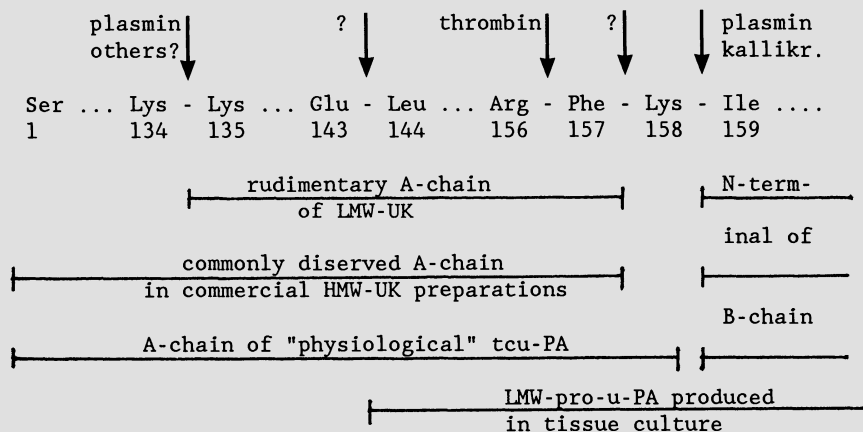 plasmin ? thrombin ? plasmin
others? kallikr.
Ser ... Lys - Lys ... Glu - Leu ... Arg - Phe - Lys - Ile ....
1 134 135 143 144 156 157 158 159
rudimentary A-chain N-term-
of LMW-UK
inal of
commonly diserved A-chain
in commercial HMW-UK preparations
B-chain
A-chain of "physiological" tcu-PA
LMW-pro-u-PA produced
in tissue culture